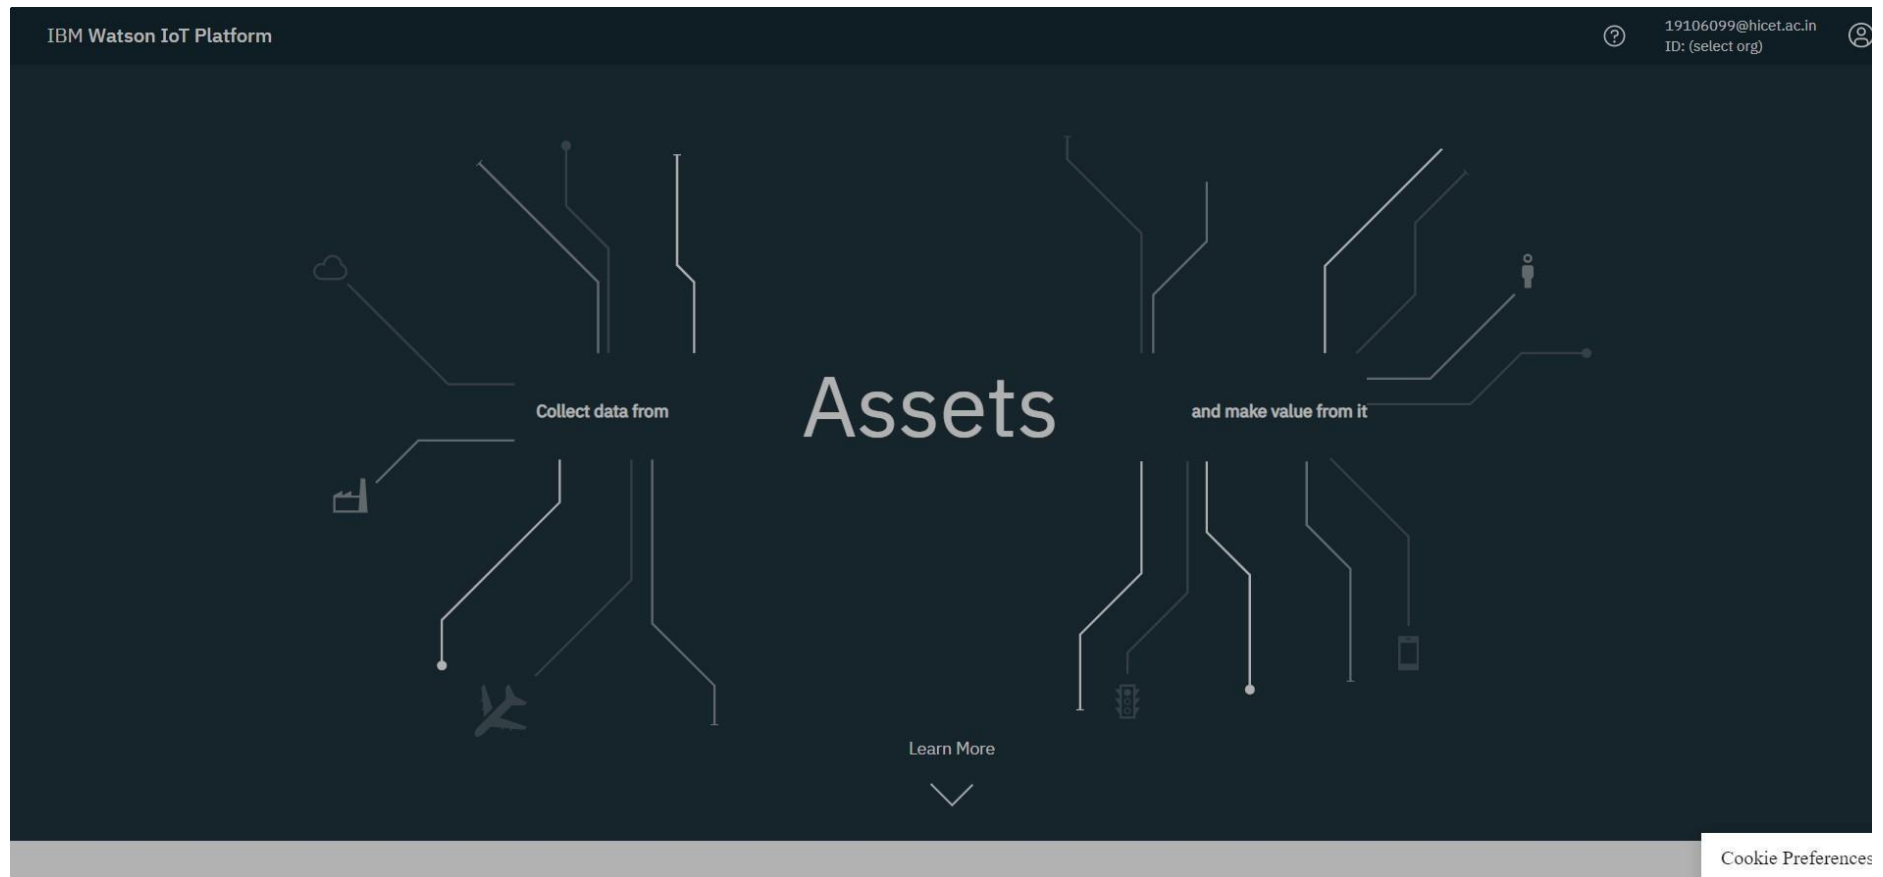 IBM Watson IoT Platform
19106099@hicet.ac.in
ID: (select org)
Collect data from
Assets
and make value from it
Learn More
Cookie Preferences